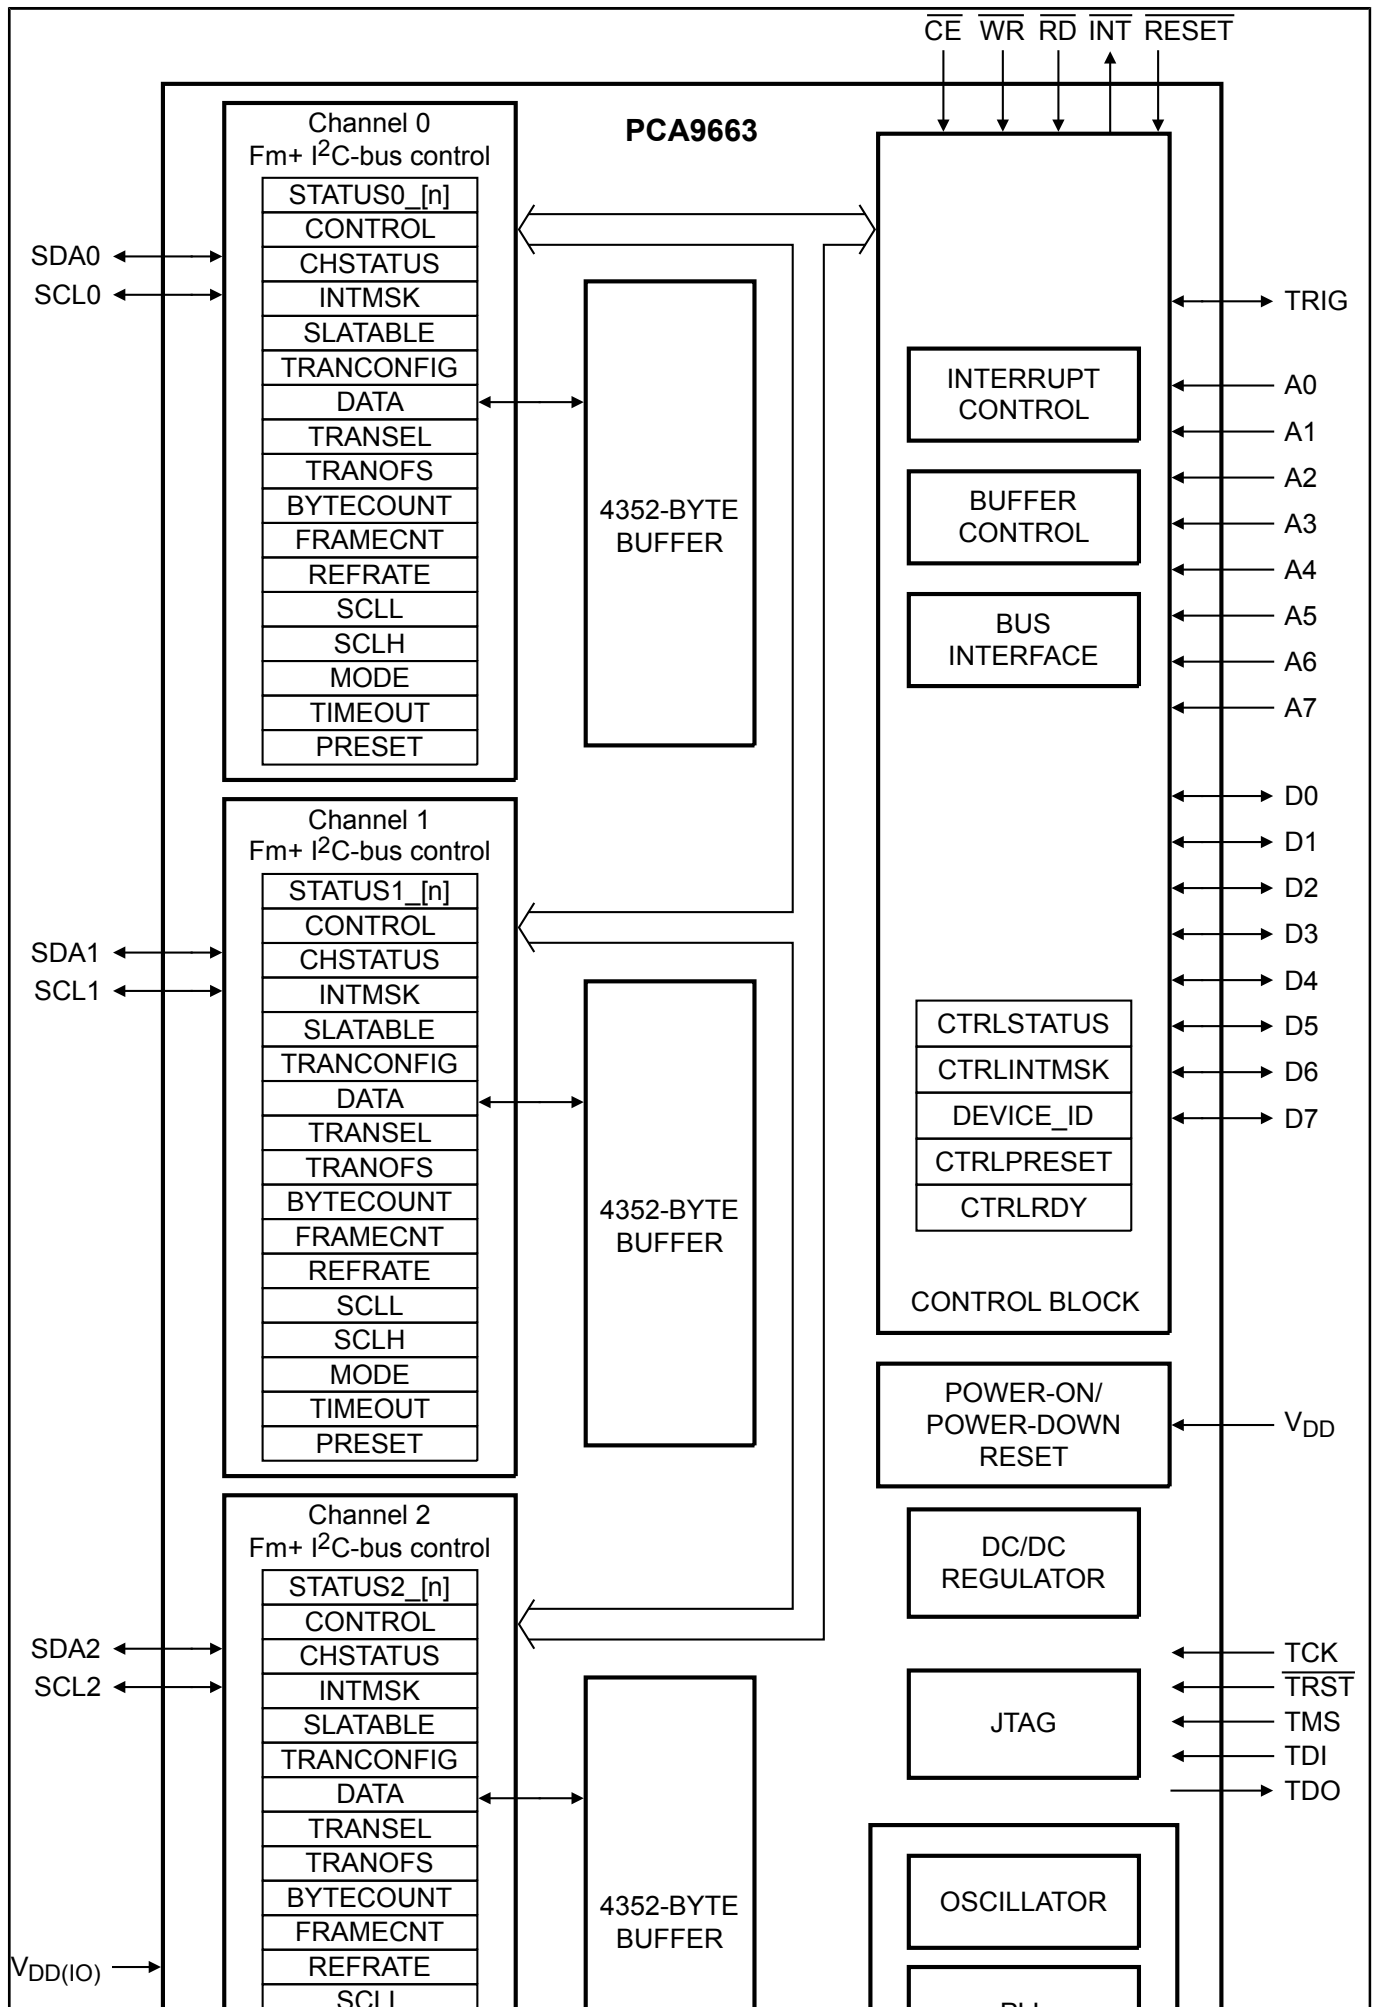 CE WR RD INT RESET
PCA9663
Channel 0
Fm+ I2C-bus control
STATUS0_[n]
CONTROL
CHSTATUS
INTMSK
SLATABLE
TRANCONFIG
DATA
TRANSEL
TRANOFS
BYTECOUNT
FRAMECNT
REFRATE
SCLL
SCLH
MODE
TIMEOUT
PRESET
SDA0
SCL0
4352-BYTE
BUFFER
Channel 1
Fm+ I2C-bus control
STATUS1_[n]
CONTROL
CHSTATUS
INTMSK
SLATABLE
TRANCONFIG
DATA
TRANSEL
TRANOFS
BYTECOUNT
FRAMECNT
REFRATE
SCLL
SCLH
MODE
TIMEOUT
PRESET
SDA1
SCL1
4352-BYTE
BUFFER
Channel 2
Fm+ I2C-bus control
STATUS2_[n]
CONTROL
CHSTATUS
INTMSK
SLATABLE
TRANCONFIG
DATA
TRANSEL
TRANOFS
BYTECOUNT
FRAMECNT
REFRATE
SCLL
SDA2
SCL2
VDD(IO)
4352-BYTE
BUFFER
INTERRUPT
CONTROL
BUFFER
CONTROL
BUS
INTERFACE
CTRLSTATUS
CTRLINTMSK
DEVICE_ID
CTRLPRESET
CTRLRDY
CONTROL BLOCK
TRIG
A0
A1
A2
A3
A4
A5
A6
A7
D0
D1
D2
D3
D4
D5
D6
D7
POWER-ON/
POWER-DOWN
RESET
VDD
DC/DC
REGULATOR
JTAG
TCK
TRST
TMS
TDI
TDO
OSCILLATOR